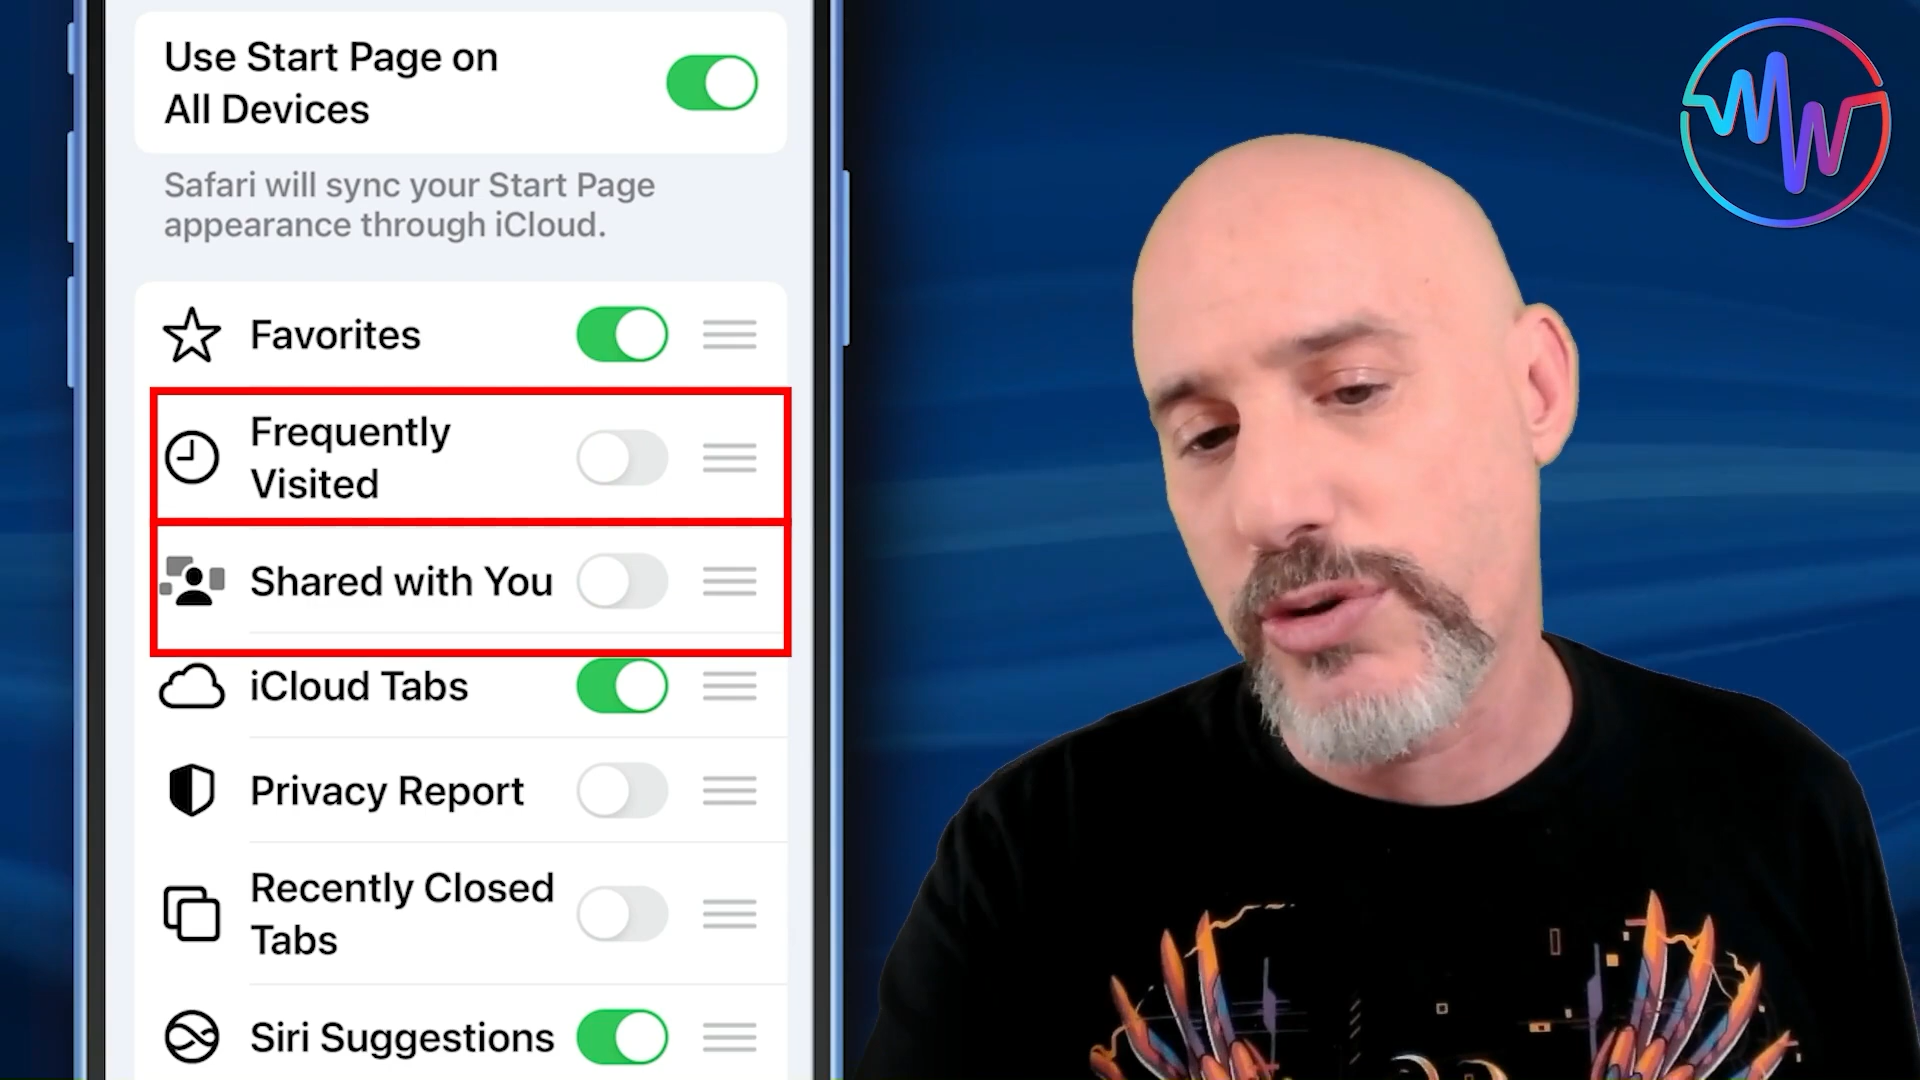 Use Start Page on
All Devices
Safari will sync your Start Page
appearance through iCloud.
Favorites
Frequently
Visited
Shared with You
iCloud Tabs
Privacy Report
Recently Closed
Tabs
Siri Suggestions
MW